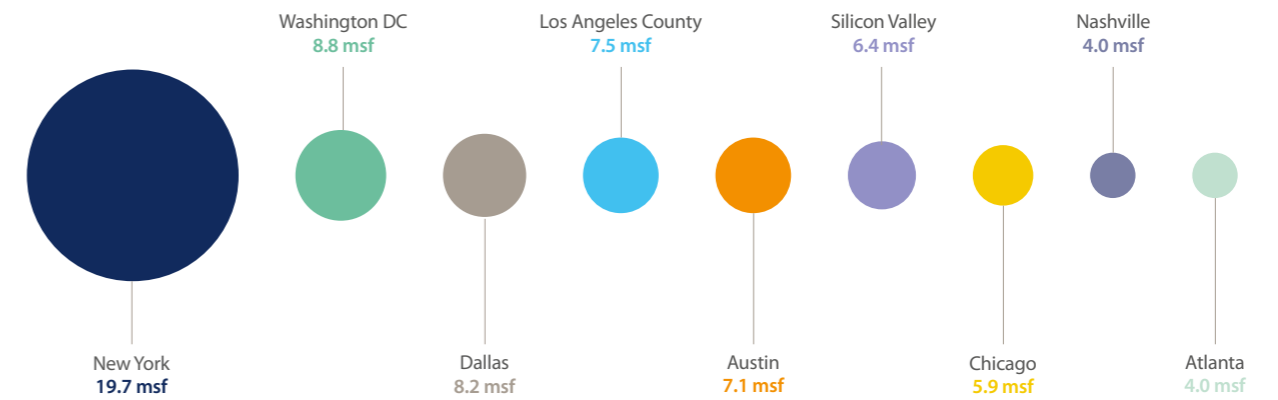 Washington DC
8.8 msf
Los Angeles County
7.5 msf
Silicon Valley
6.4 msf
Nashville
4.0 msf
New York
19.7 msf
Dallas
8.2 msf
Austin
7.1 msf
Chicago
5.9 msf
Atlanta
4.0 msf